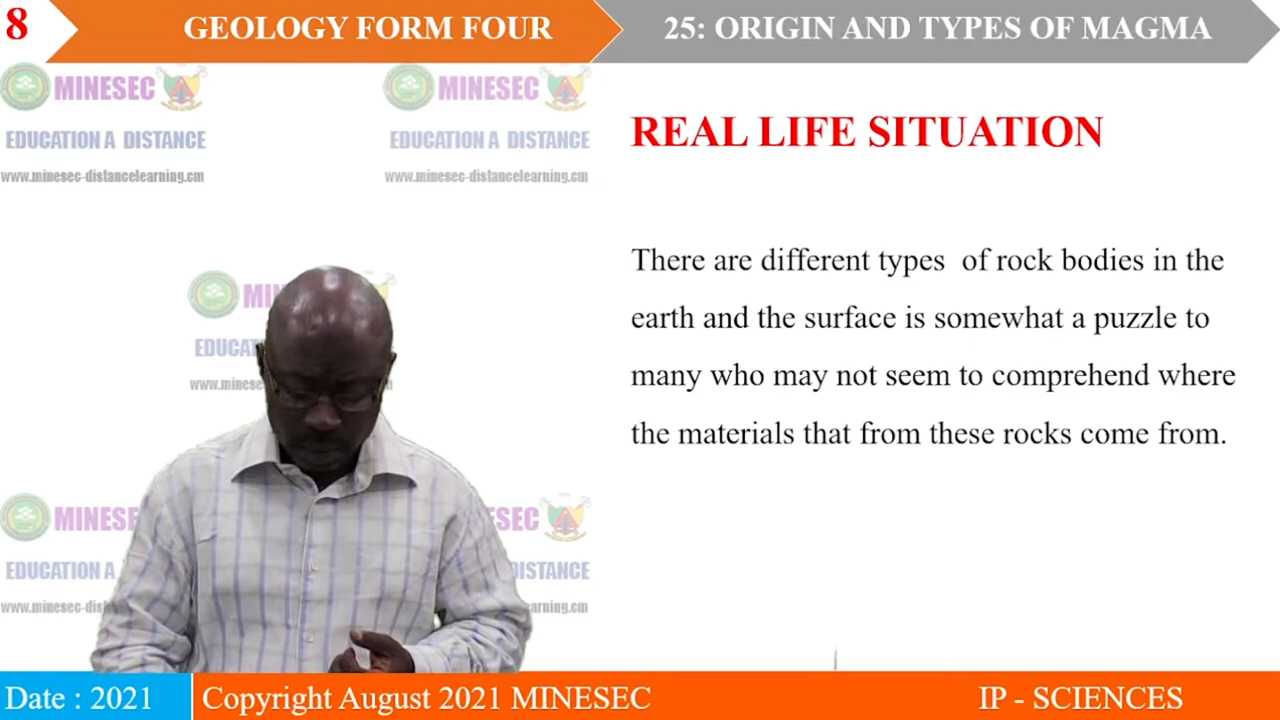 8
GEOLOGY FORM FOUR
25: ORIGIN AND TYPES OF MAGMA
MINESEC
EDUCATION A DISTANCE
www.minesec-distancelearning.cm
MINESEC
EDUCATION A DISTANCE
www.minesec-distancelearning.cm
REAL LIFE SITUATION
There are different types of rock bodies in the
earth and the surface is somewhat a puzzle to
many who may not seem to comprehend where
the materials that from these rocks come from.
Date : 2021
Copyright August 2021 MINESEC
IP - SCIENCES